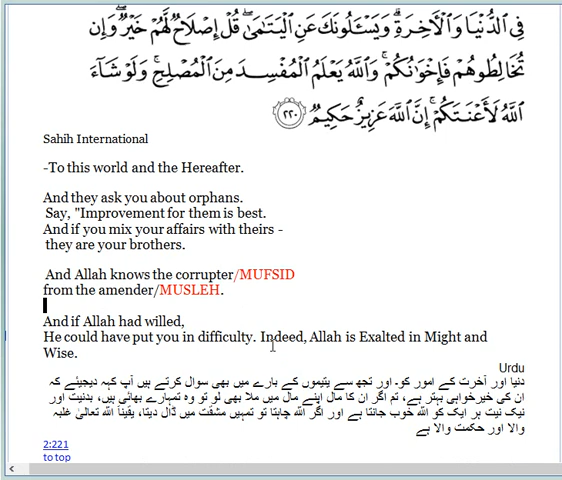 فِى ٱلدُّنْيَا وَٱلْـَٔاخِرَةِ ۗ وَيَسْـَٔلُونَكَ عَنِ ٱلْيَتَـٰمَىٰ ۖ قُلْ إِصْلَاحٌ لَّهُمْ خَيْرٌ ۖ وَإِن
تُخَالِطُوهُمْ فَإِخْوَٰنُكُمْ ۚ وَٱللَّهُ يَعْلَمُ ٱلْمُفْسِدَ مِنَ ٱلْمُصْلِحِ ۚ وَلَوْ شَآءَ
ٱللَّهُ لَأَعْنَتَكُمْ ۚ إِنَّ ٱللَّهَ عَزِيزٌ حَكِيمٌ ٢٢٠
Sahih International
-To this world and the Hereafter.
And they ask you about orphans.
Say, "Improvement for them is best.
And if you mix your affairs with theirs -
they are your brothers.
And Allah knows the corrupter/MUFSID
from the amender/MUSLEH.
And if Allah had willed,
He could have put you in difficulty. Indeed, Allah is Exalted in Might and
Wise.
Urdu
دنیا اور آخرت کے امور کو۔ اور تجھ سے یتیموں کے بارے میں بھی سوال کرتے ہیں آپ کہہ دیجیئے کہ
ان کی خیرخواہی بہتر ہے، تم اگر ان کا مال اپنے مال میں ملا بھی لو تو وه تمہارے بھائی ہیں، بدنیت اور
نیک نیت ہر ایک کو اللہ خوب جانتا ہے اور اگر اللہ چاہتا تو تمہیں مشقت میں ڈال دیتا، یقیناً اللہ تعالیٰ غلبہ
واﻻ اور حکمت واﻻ ہے
2:221
to top